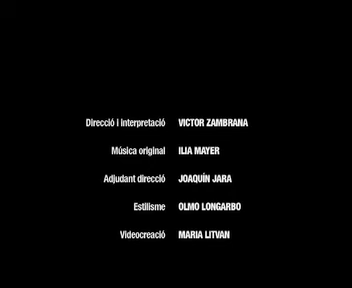 Direcció i interpretació VICTOR ZAMBRANA
Música original ILIA MAYER
Adjudant direcció JOAQUÍN JARA
Estilisme OLMO LONGARBO
Videocreació MARIA LITVAN